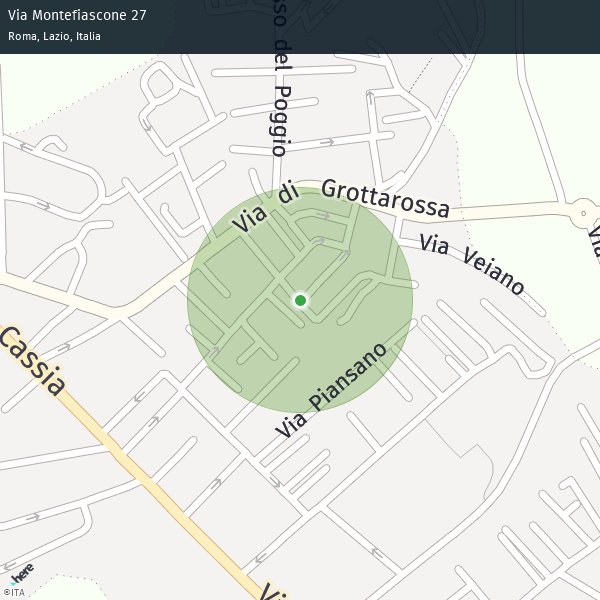 Via Montefiascone 27
Roma, Lazio, Italia
sso del Poggio
Via di Grottarossa
Via Veiano
Via
Cassia
Via Piansano
Vi
here
©ITA